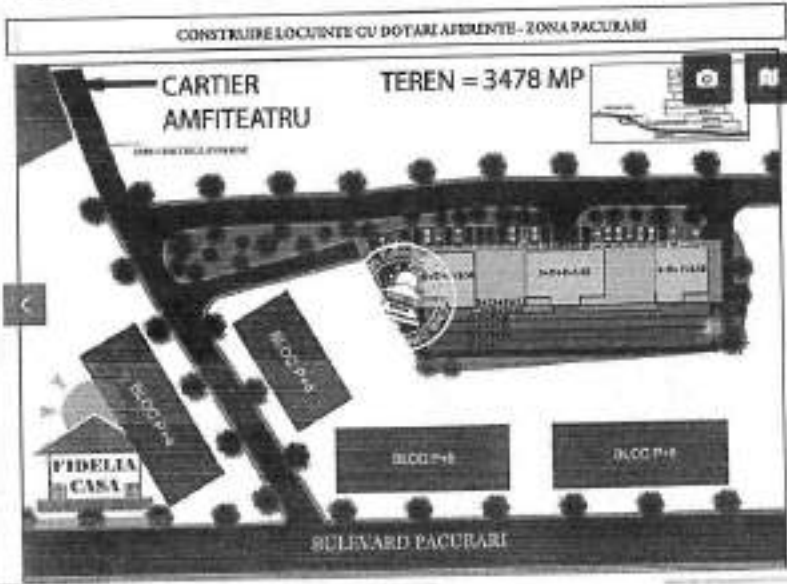 CONSTRUIRE LOCUINTE CU DOTARI AFERENTE - ZONA PACURARI
CARTIER
AMFITEATRU
TEREN = 3478 MP
BLOC P+8
BLOC P+8
BLOC P+8
BLOC P+8
FIDELIA
CASA
BULEVARD PACURARI